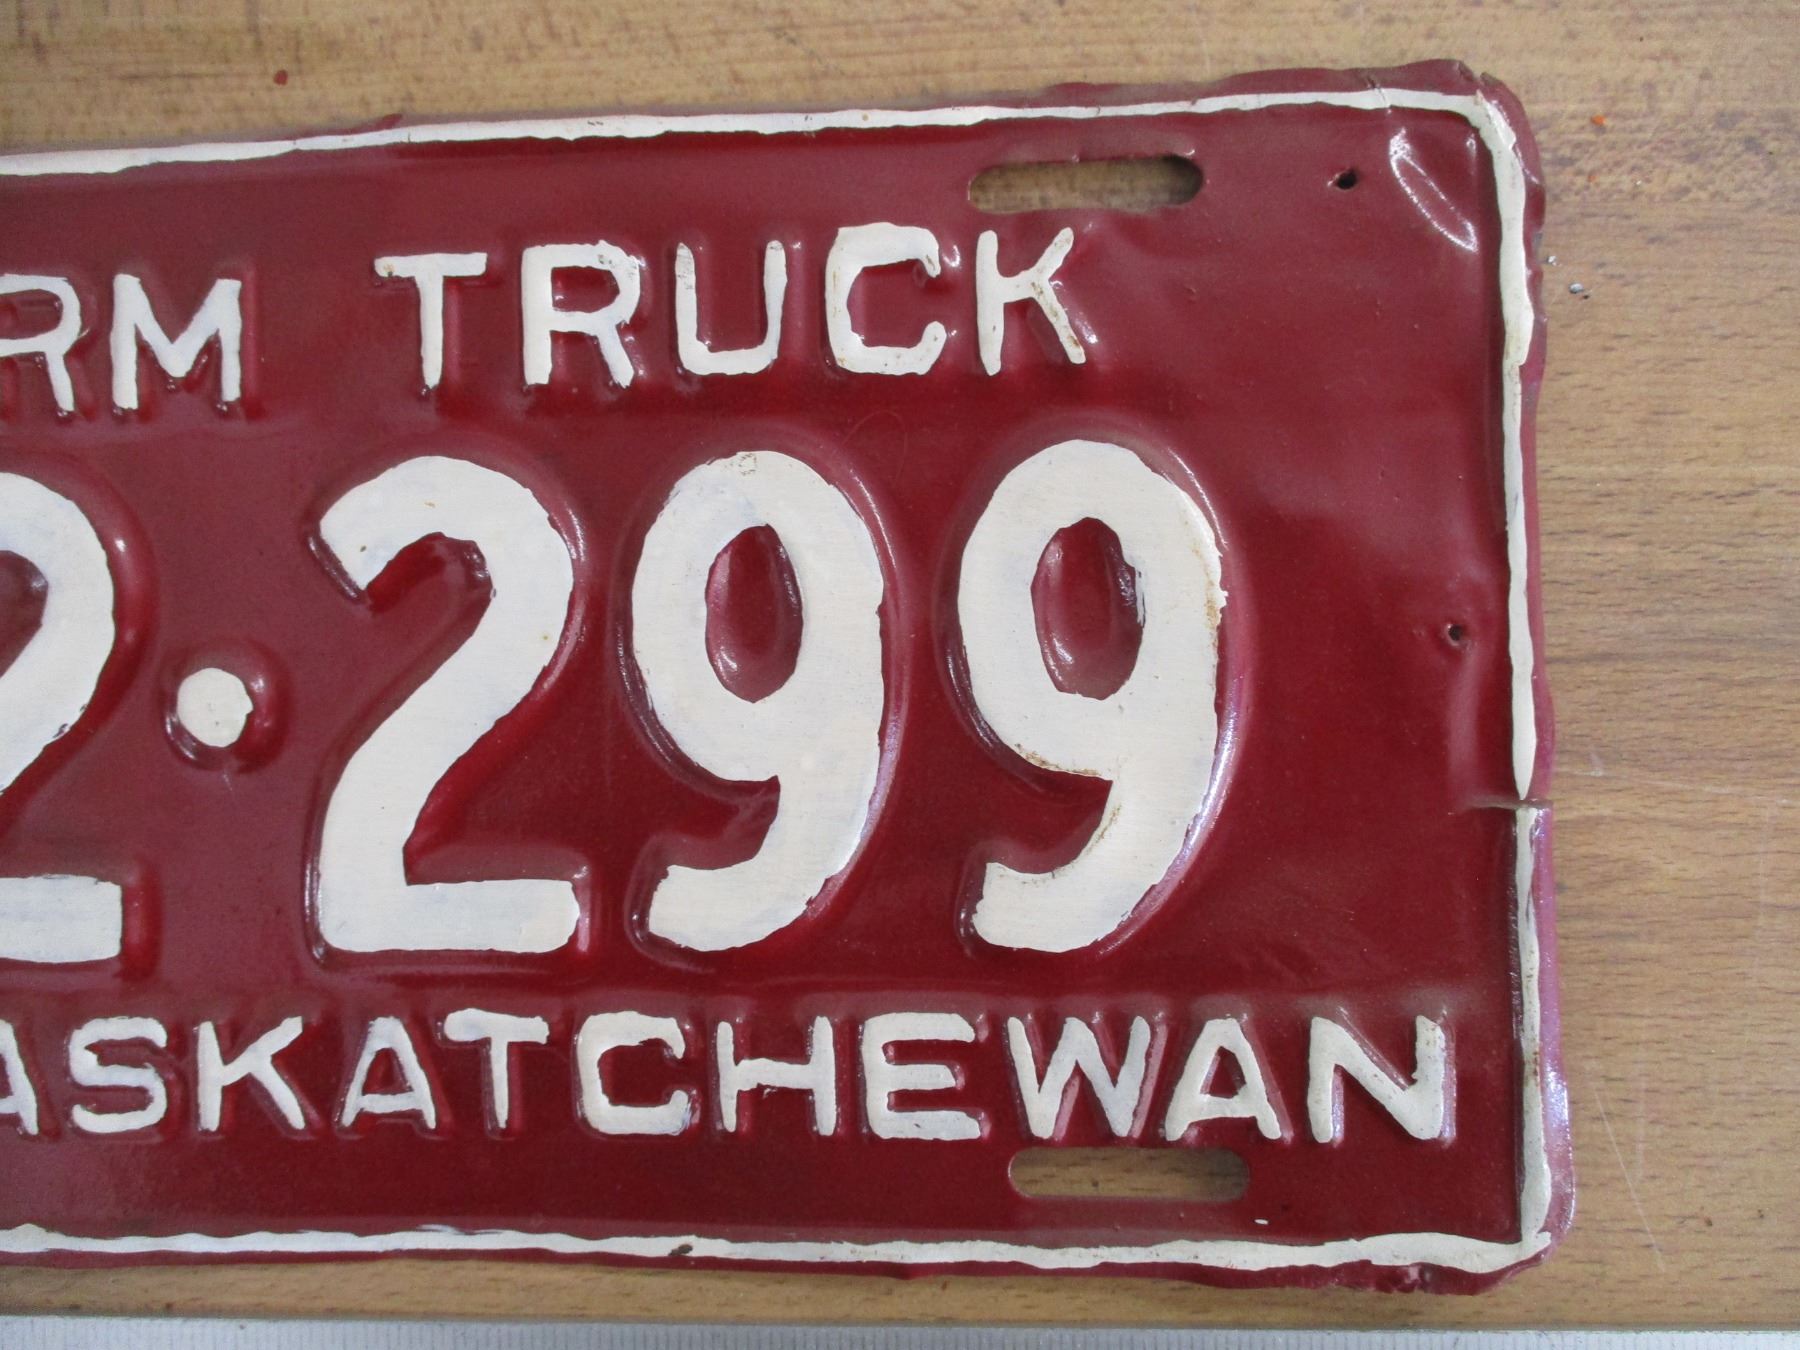 RM TRUCK
2·299
ASKATCHEWAN